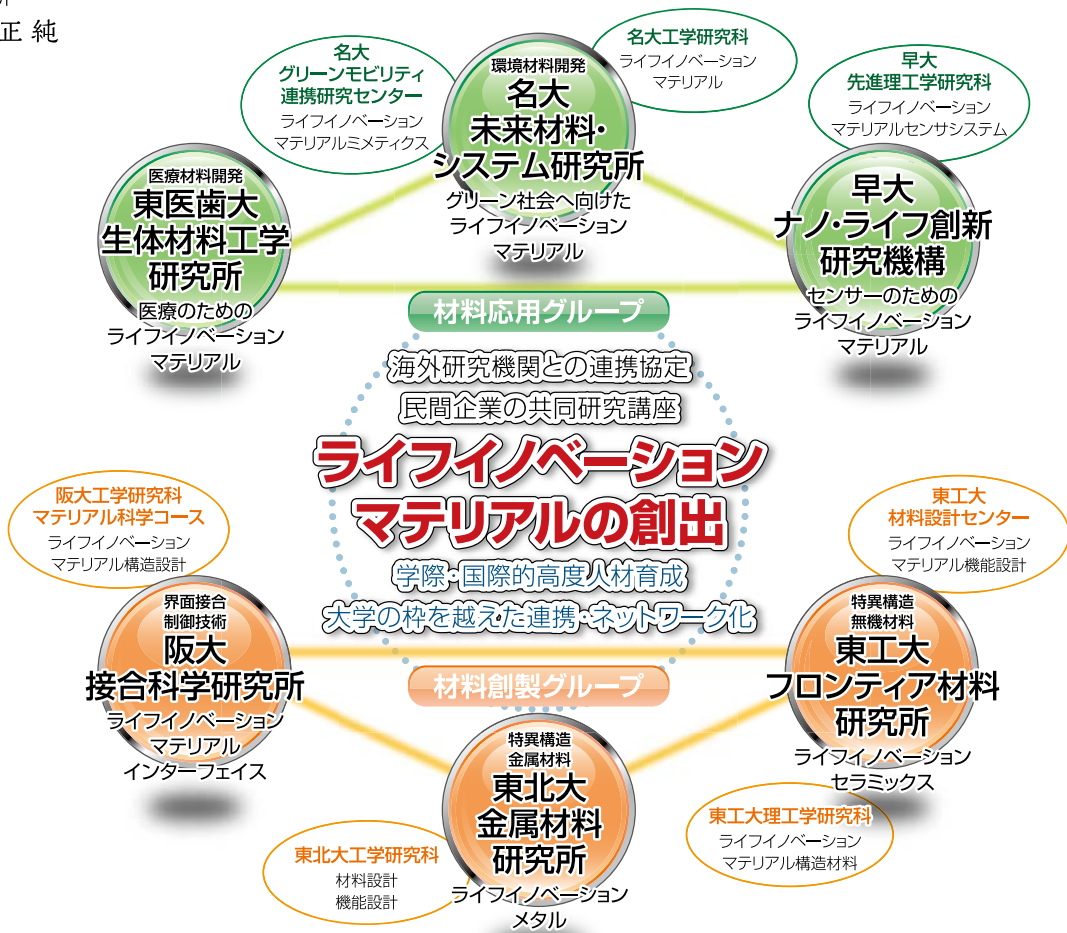 正 純
名大
グリーンモビリティ
連携研究センター
ライフイノベーション
マテリアルミメティクス
環境材料開発
名大
未来材料・
システム研究所
グリーン社会へ向けた
ライフイノベーション
マテリアル
名大工学研究科
ライフイノベーション
マテリアル
早大
先進理工学研究科
ライフイノベーション
マテリアルセンサシステム
医療材料開発
東医歯大
生体材料工学
研究所
医療のための
ライフイノベーション
マテリアル
早大
ナノ・ライフ創新
研究機構
センサーのための
ライフイノベーション
マテリアル
材料応用グループ
海外研究機関との連携協定
民間企業の共同研究講座
ライフイノベーション
マテリアルの創出
学際・国際的高度人材育成
大学の枠を越えた連携・ネットワーク化
材料創製グループ
阪大工学研究科
マテリアル科学コース
ライフイノベーション
マテリアル構造設計
界面接合
制御技術
阪大
接合科学研究所
ライフイノベーション
マテリアル
インターフェイス
東工大
材料設計センター
ライフイノベーション
マテリアル機能設計
特異構造
無機材料
東工大
フロンティア材料
研究所
ライフイノベーション
セラミックス
特異構造
金属材料
東北大
金属材料
研究所
ライフイノベーション
メタル
東北大工学研究科
材料設計
機能設計
東工大理工学研究科
ライフイノベーション
マテリアル構造材料